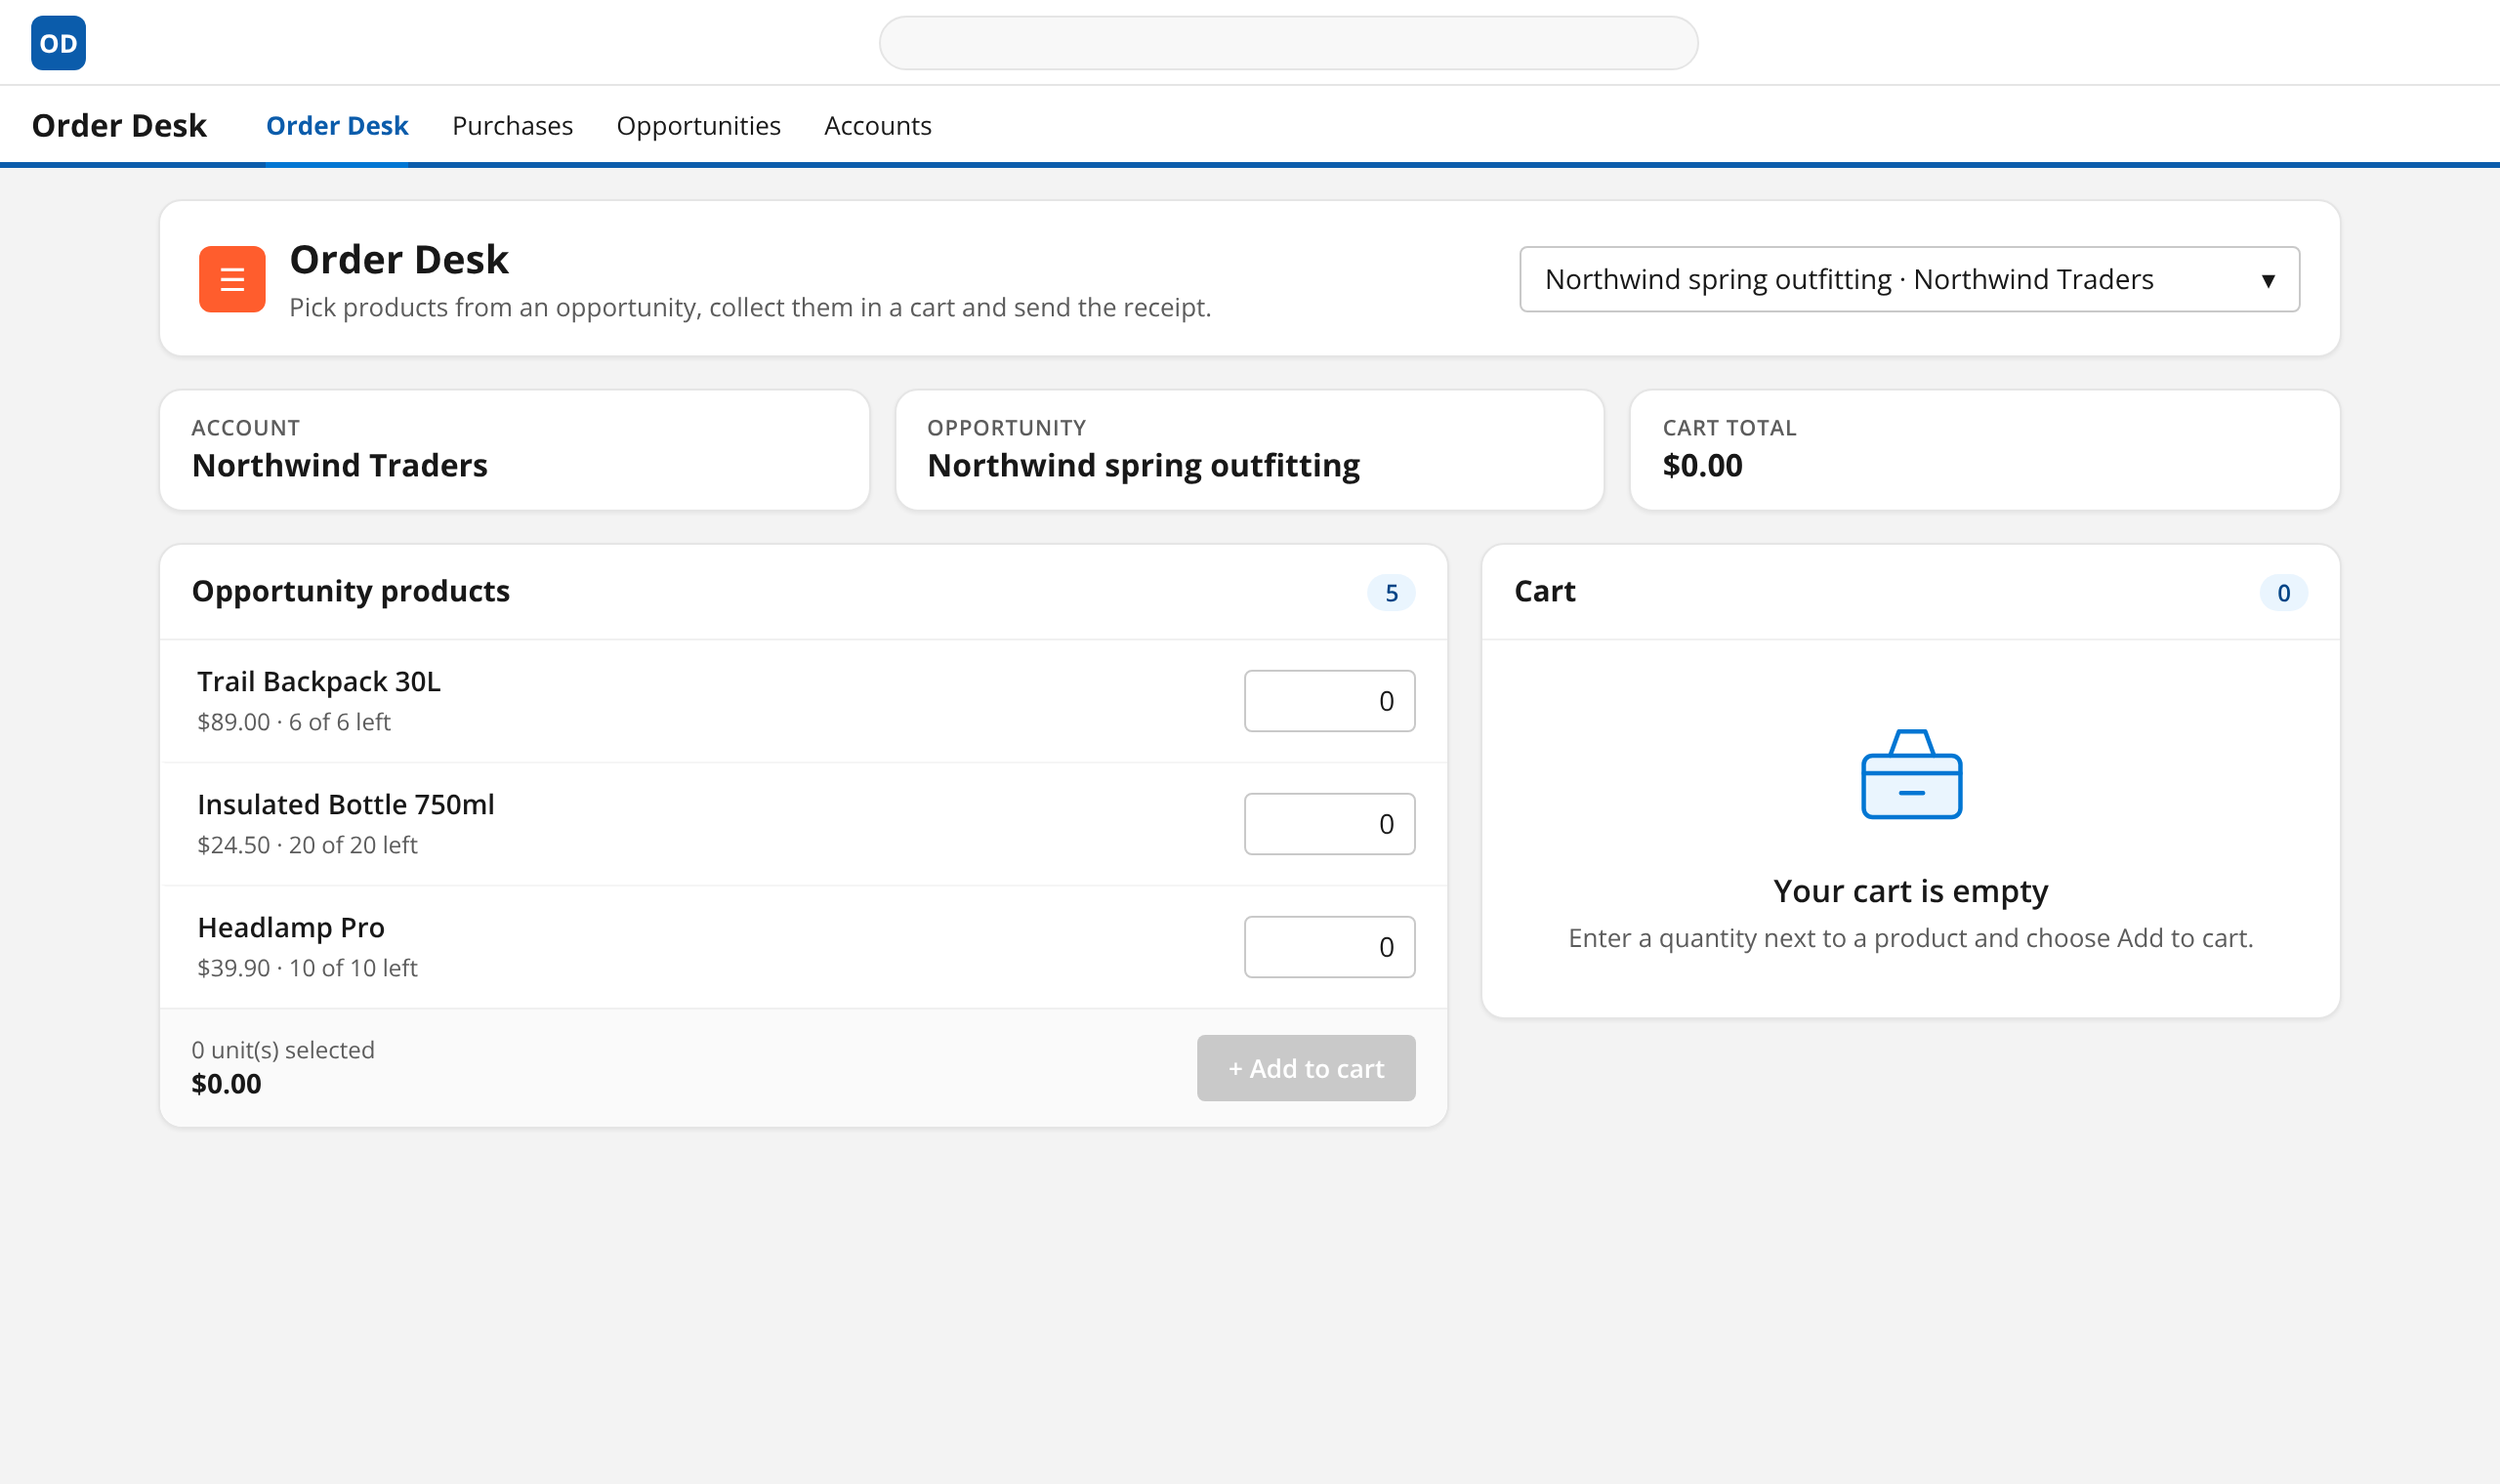 OD
Order Desk
Order Desk
Purchases
Opportunities
Accounts
Order Desk
Pick products from an opportunity, collect them in a cart and send the receipt.
Northwind spring outfitting · Northwind Traders
ACCOUNT
Northwind Traders
OPPORTUNITY
Northwind spring outfitting
CART TOTAL
$0.00
Opportunity products
5
Trail Backpack 30L
$89.00 · 6 of 6 left
0
Insulated Bottle 750ml
$24.50 · 20 of 20 left
0
Headlamp Pro
$39.90 · 10 of 10 left
0
0 unit(s) selected
$0.00
+ Add to cart
Cart
0
Your cart is empty
Enter a quantity next to a product and choose Add to cart.